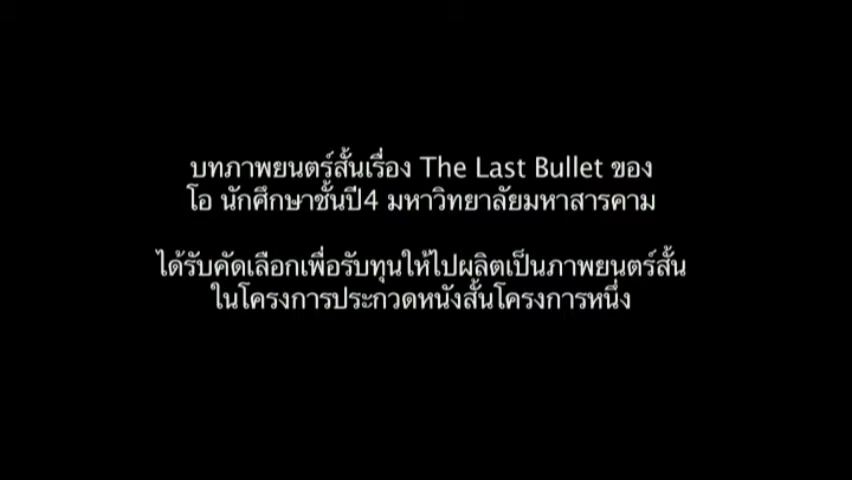 บทภาพยนตร์สั้นเรื่อง The Last Bullet ของ
โอ นักศึกษาชั้นปี4 มหาวิทยาลัยมหาสารคาม
ได้รับคัดเลือกเพื่อรับทุนให้ไปผลิตเป็นภาพยนตร์สั้น
ในโครงการประกวดหนังสั้นโครงการหนึ่ง